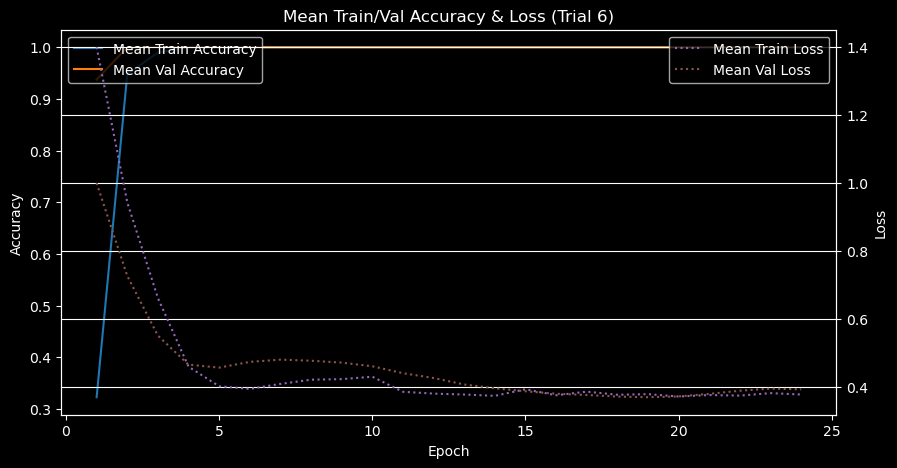 Mean Train/Val Accuracy & Loss (Trial 6)
Mean Train Accuracy
Mean Val Accuracy
Mean Train Loss
Mean Val Loss
1.0
0.9
0.8
0.7
0.6
0.5
0.4
0.3
Accuracy
1.4
1.2
1.0
0.8
0.6
0.4
Loss
0 5 10 15 20 25
Epoch